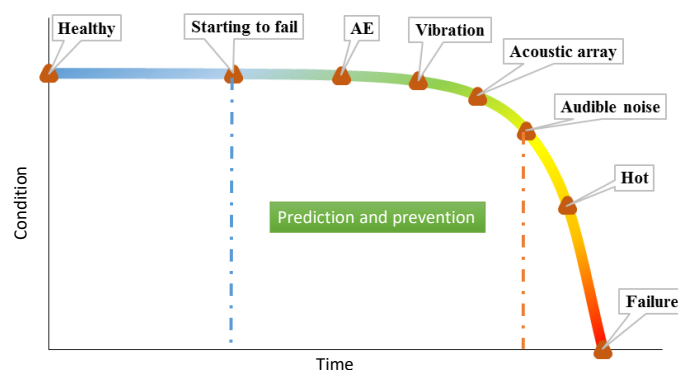 Healthy
Starting to fail
AE
Vibration
Acoustic array
Audible noise
Hot
Prediction and prevention
Failure
Condition
Time